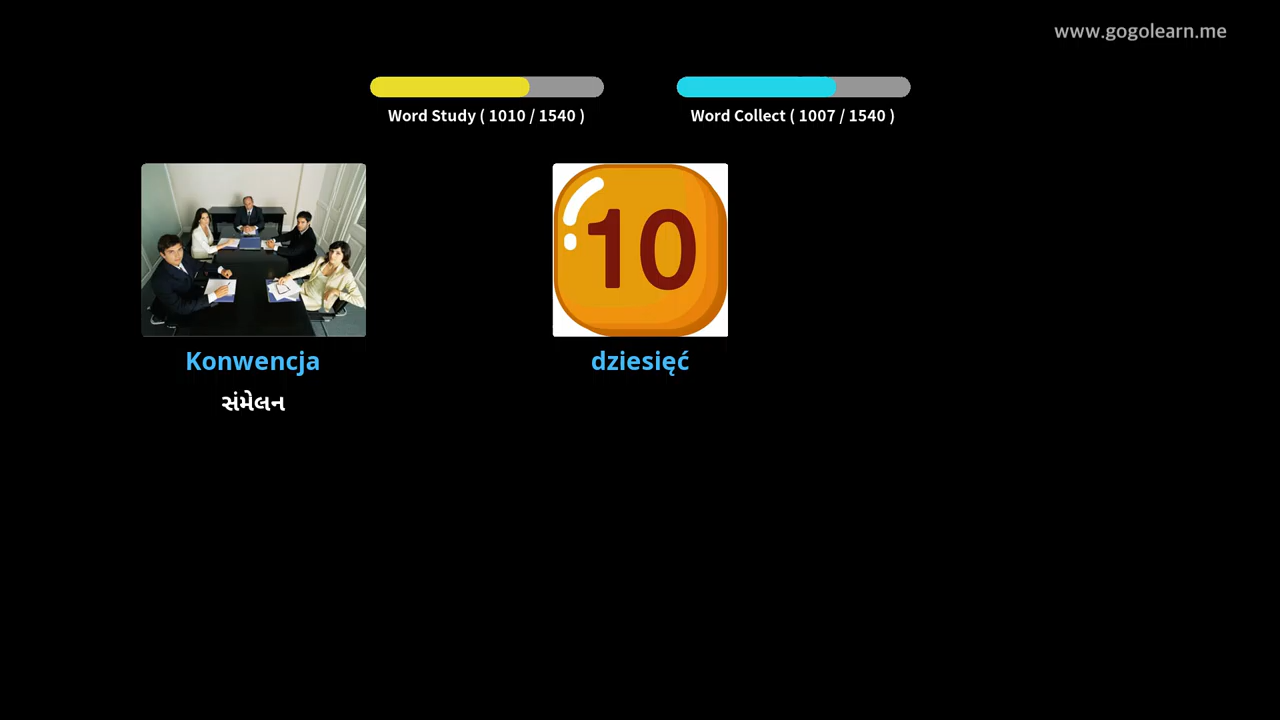 www.gogolearn.me
Word Study ( 1010 / 1540 )
Word Collect ( 1007 / 1540 )
10
Konwencja
dziesięć
સંમેલન